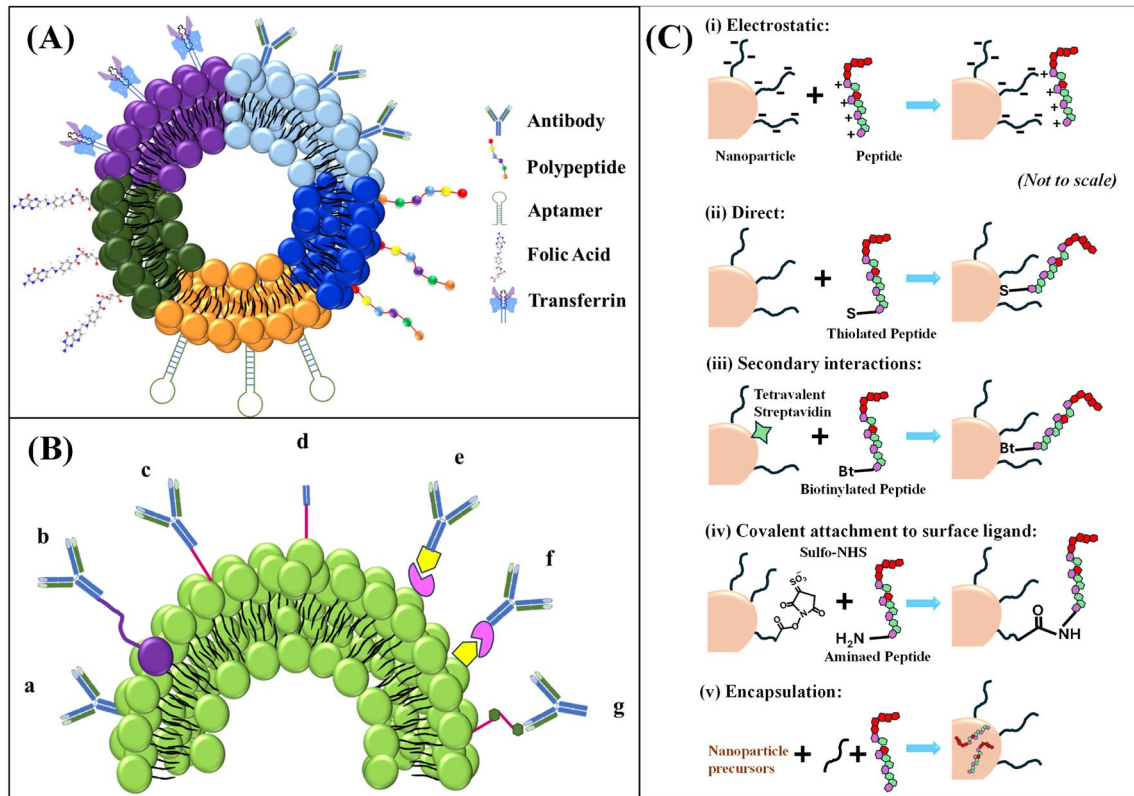 (A)
Antibody
Polypeptide
Aptamer
Folic Acid
Transferrin
(B)
a
b
c
d
e
f
g
(C)
(i) Electrostatic:
+
Nanoparticle
Peptide
(Not to scale)
(ii) Direct:
+
S
Thiolated Peptide
S
(iii) Secondary interactions:
Tetravalent
Streptavidin
+
Bt
Biotinylated Peptide
Bt
(iv) Covalent attachment to surface ligand:
Sulfo-NHS
SO₃⁻
O
N
O
O
O
+
H₂N
Aminaed Peptide
O
NH
(v) Encapsulation:
Nanoparticle
precursors
+
+